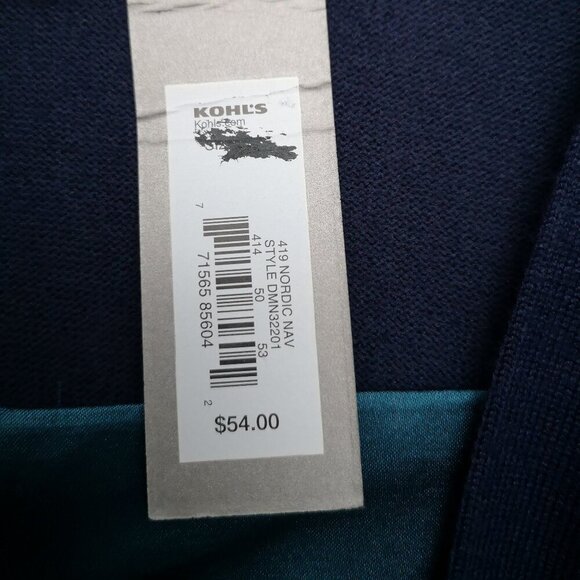 KOHL'S
Kohls.com
419 NORDIC NAV
STYLE DMN32201
414 50 53
7 71565 85604 2
$54.00